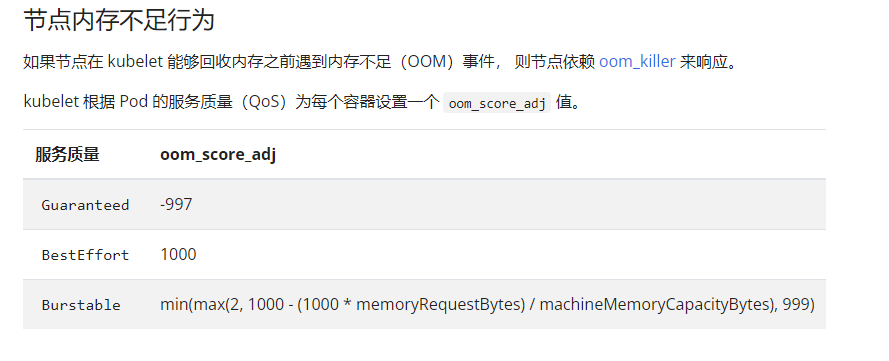 节点内存不足行为
如果节点在 kubelet 能够回收内存之前遇到内存不足（OOM）事件， 则节点依赖 oom_killer 来响应。
kubelet 根据 Pod 的服务质量（QoS）为每个容器设置一个 oom_score_adj 值。
服务质量 oom_score_adj
Guaranteed -997
BestEffort 1000
Burstable min(max(2, 1000 - (1000 * memoryRequestBytes) / machineMemoryCapacityBytes), 999)